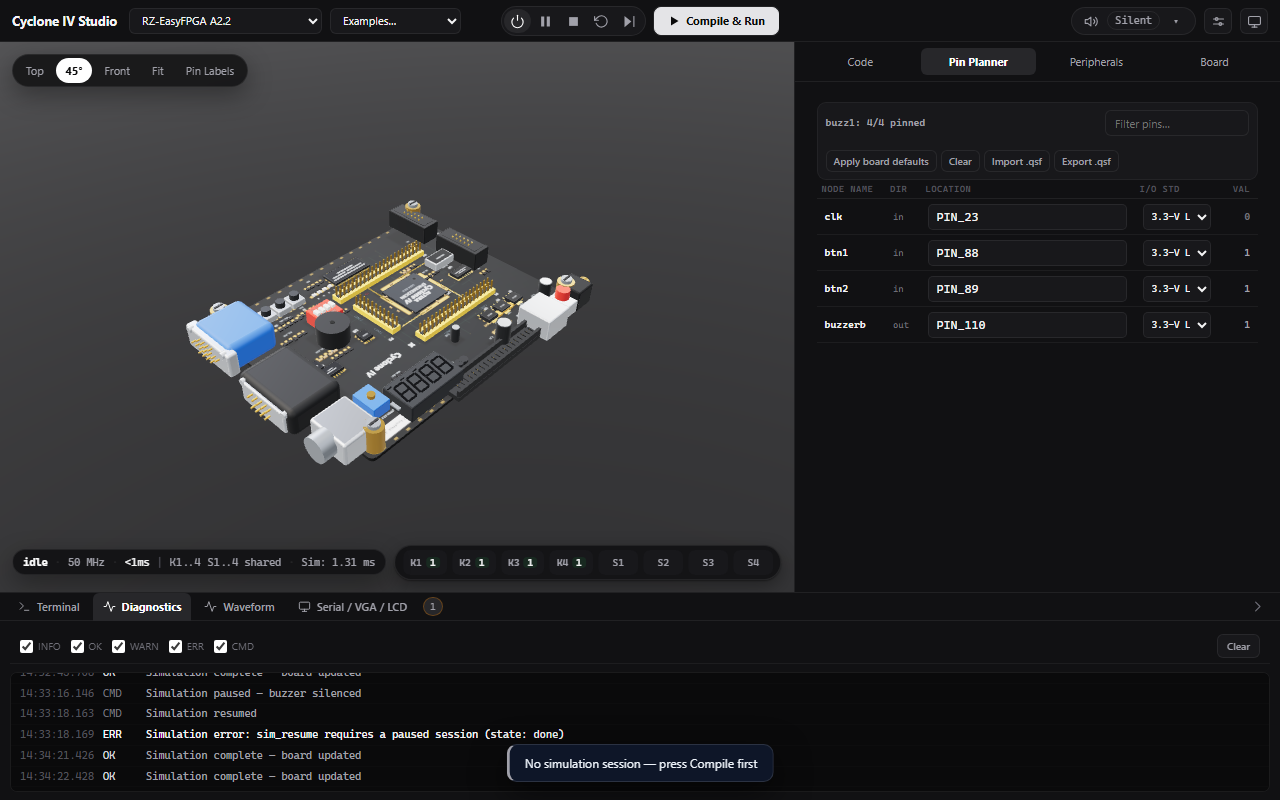 Cyclone IV Studio RZ-EasyFPGA A2.2 Examples... Compile & Run Silent
Top 45° Front Fit Pin Labels
Code Pin Planner Peripherals Board
buzz1: 4/4 pinned Filter pins...
Apply board defaults Clear Import .qsf Export .qsf
NODE NAME DIR LOCATION I/O STD VAL
clk in PIN_23 3.3-V L 0
btn1 in PIN_88 3.3-V L 1
btn2 in PIN_89 3.3-V L 1
buzzerb out PIN_110 3.3-V L 1
Cyclone IV
idle · 50 MHz · <1ms | K1..4 S1..4 shared · Sim: 1.31 ms
K1 1 K2 1 K3 1 K4 1 S1 S2 S3 S4
Terminal Diagnostics Waveform Serial / VGA / LCD 1
INFO OK WARN ERR CMD Clear
Simulation complete — board updated
14:33:16.146 CMD Simulation paused — buzzer silenced
14:33:18.163 CMD Simulation resumed
14:33:18.169 ERR Simulation error: sim_resume requires a paused session (state: done)
14:34:21.426 OK Simulation complete — board updated
14:34:22.428 OK Simulation complete — board updated
No simulation session — press Compile first